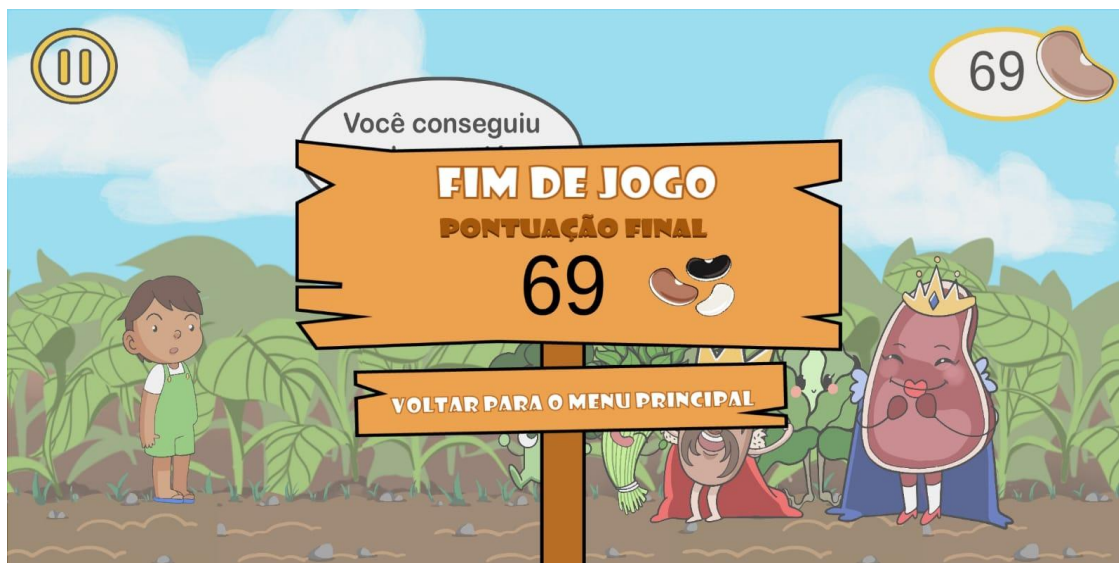 69
Você conseguiu
FIM DE JOGO
PONTUAÇÃO FINAL
69
VOLTAR PARA O MENU PRINCIPAL